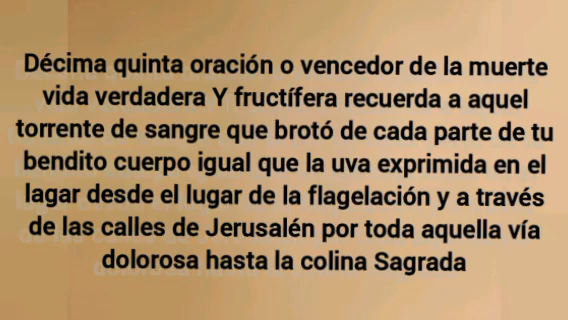 Décima quinta oración o vencedor de la muerte
vida verdadera Y fructífera recuerda a aquel
torrente de sangre que brotó de cada parte de tu
bendito cuerpo igual que la uva exprimida en el
lagar desde el lugar de la flagelación y a través
de las calles de Jerusalén por toda aquella vía
dolorosa hasta la colina Sagrada